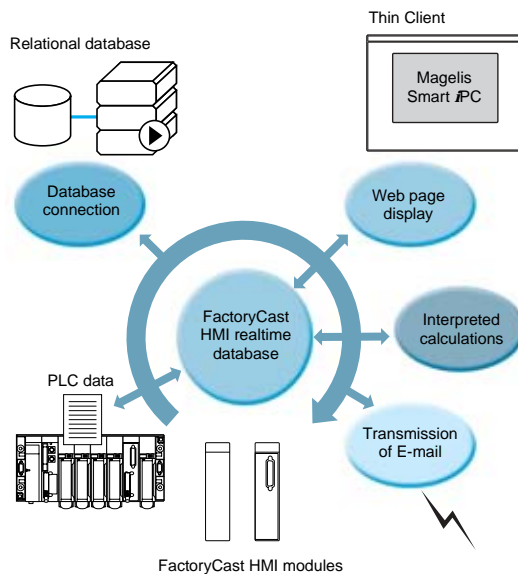 Thin Client
Relational database
Magelis
Smart iPC
Database
connection
Web page
display
FactoryCast
HMI realtime
database
Interpreted
calculations
PLC data
Transmission
of E-mail
FactoryCast HMI modules